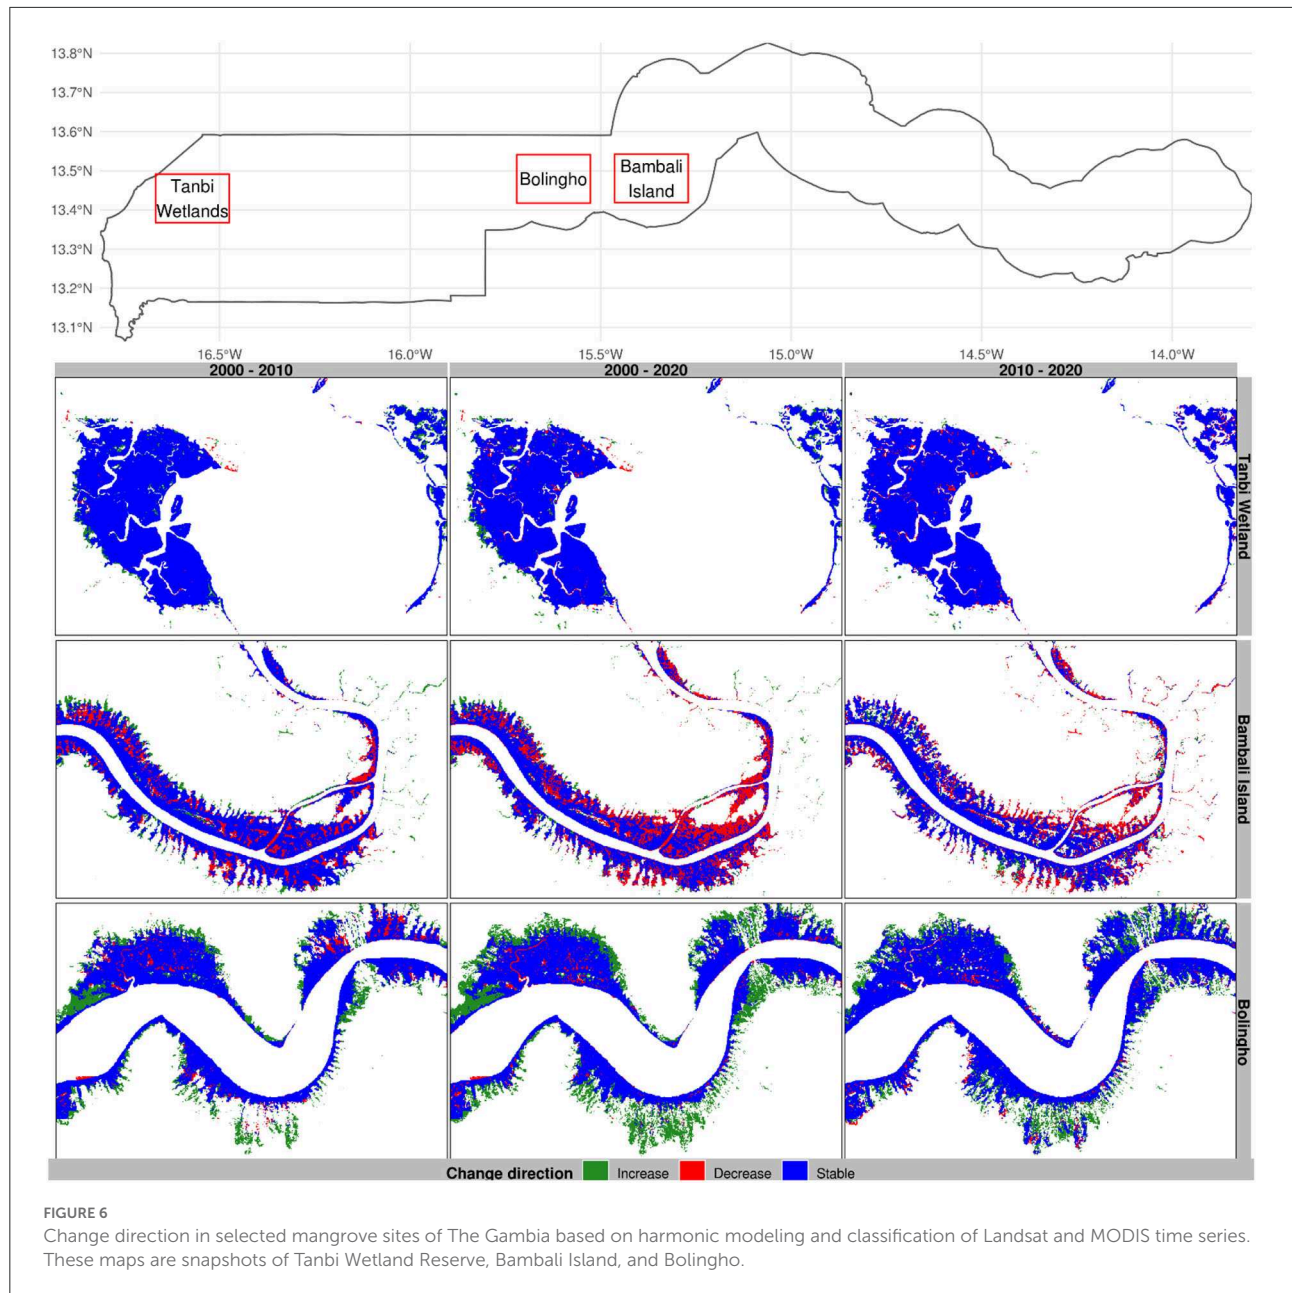 13.8°N
13.7°N
13.6°N
13.5°N
13.4°N
13.3°N
13.2°N
13.1°N
Tanbi
Wetlands
Bolingho
Bambali
Island
16.5°W 16.0°W 15.5°W 15.0°W 14.5°W 14.0°W
2000 - 2010 2000 - 2020 2010 - 2020
Tanbi Wetland
Bambali Island
Bolingho
Change direction Increase Decrease Stable
FIGURE 6
Change direction in selected mangrove sites of The Gambia based on harmonic modeling and classification of Landsat and MODIS time series.
These maps are snapshots of Tanbi Wetland Reserve, Bambali Island, and Bolingho.